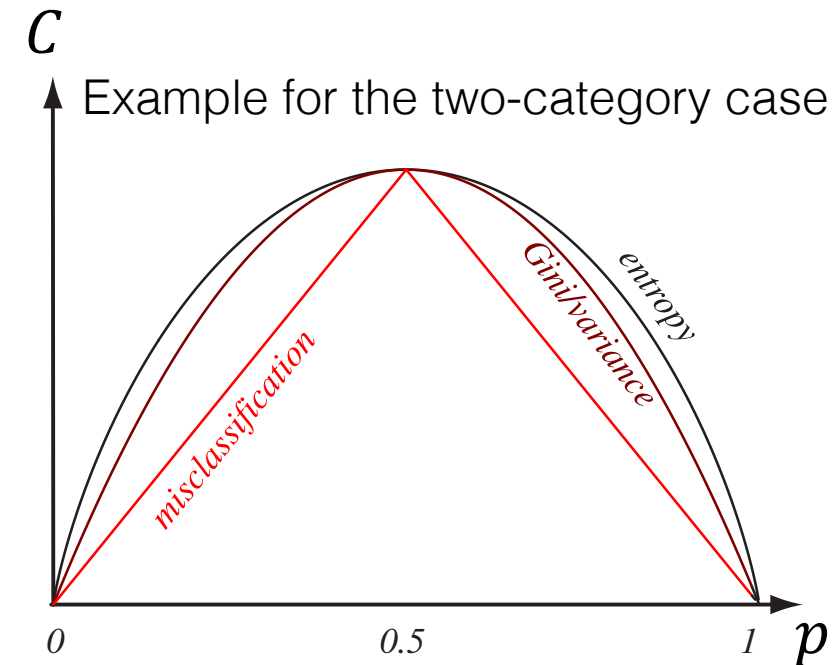 C
Example for the two-category case
entropy
Gini/variance
misclassification
0 0.5 1 p